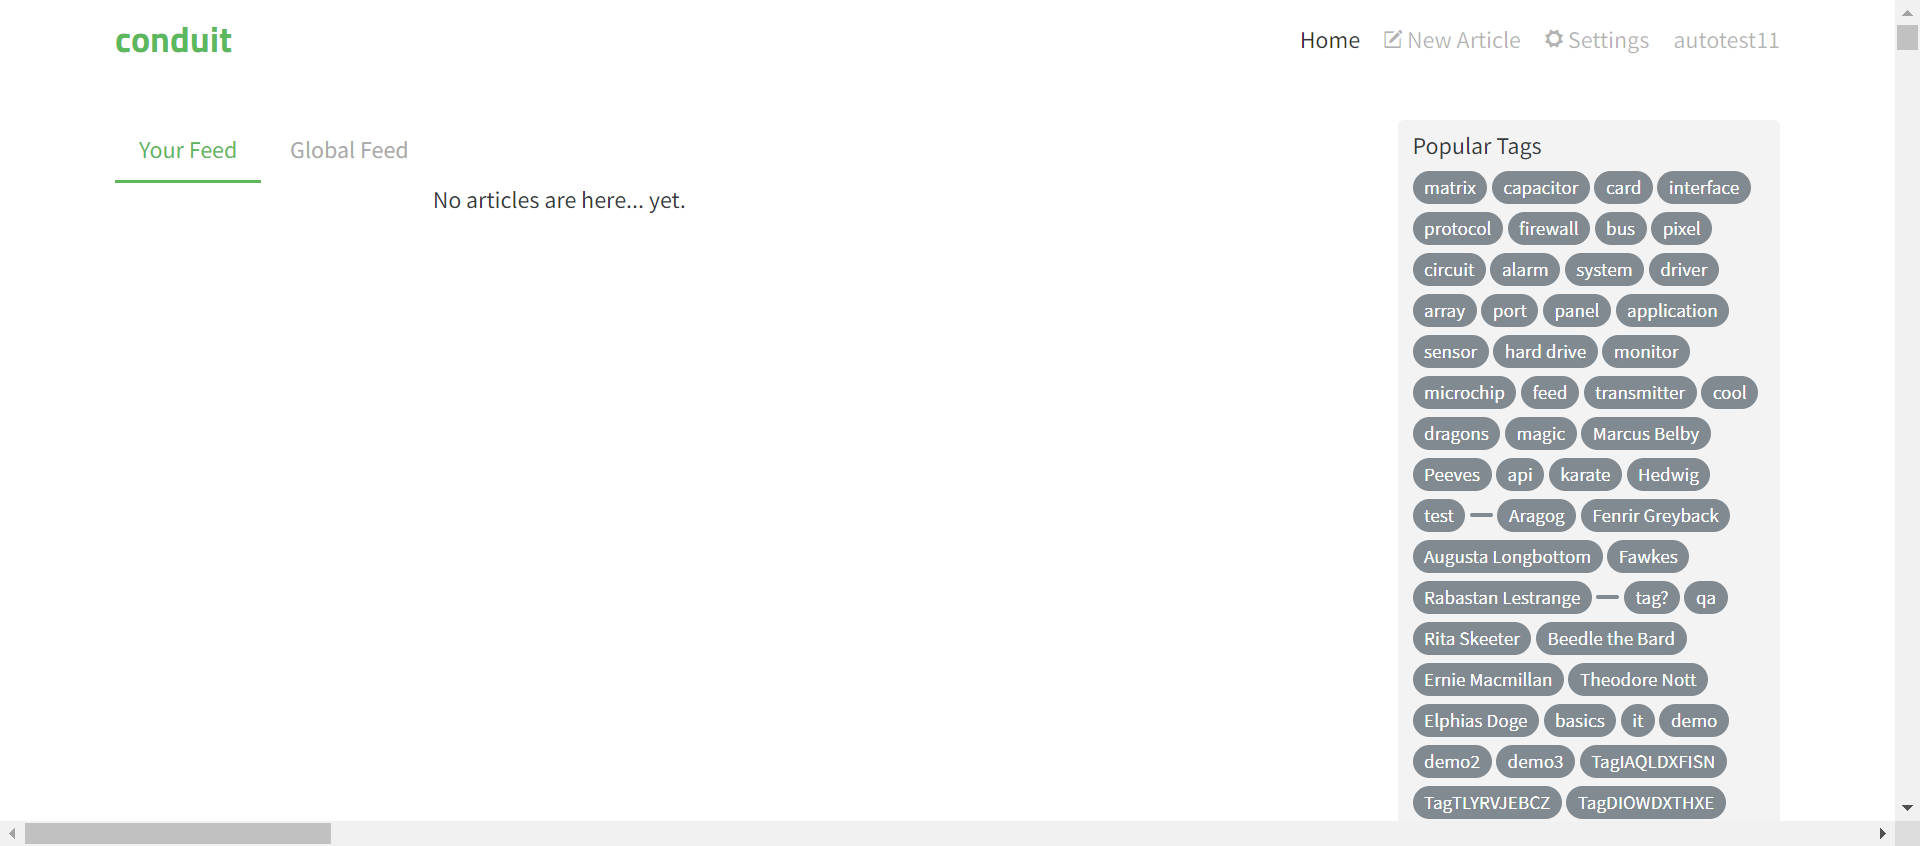 conduit
Home New Article Settings autotest11
Your Feed Global Feed
No articles are here... yet.
Popular Tags
matrix capacitor card interface
protocol firewall bus pixel
circuit alarm system driver
array port panel application
sensor hard drive monitor
microchip feed transmitter cool
dragons magic Marcus Belby
Peeves api karate Hedwig
test Aragog Fenrir Greyback
Augusta Longbottom Fawkes
Rabastan Lestrange tag? qa
Rita Skeeter Beedle the Bard
Ernie Macmillan Theodore Nott
Elphias Doge basics it demo
demo2 demo3 TagIAQLDXFISN
TagTLYRVJEBCZ TagDIOWDXTHXE